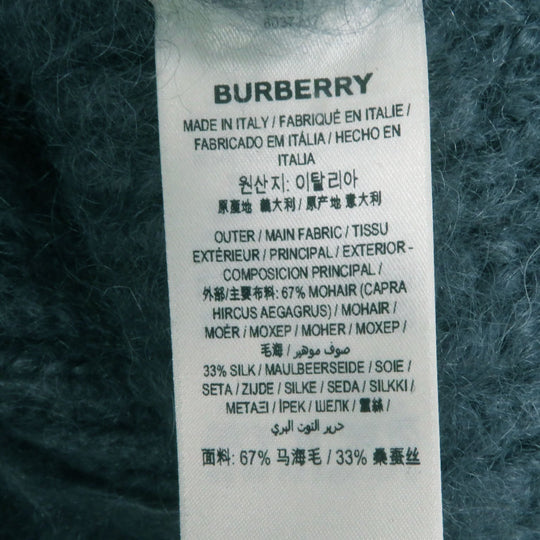 BURBERRY
MADE IN ITALY / FABRIQUÉ EN ITALIE /
FABRICADO EM ITÁLIA / HECHO EN
ITALIA
원산지: 이탈리아
原產地 義大利 / 原产地 意大利
OUTER / MAIN FABRIC / TISSU
EXTÉRIEUR / PRINCIPAL / EXTERIOR -
COMPOSICION PRINCIPAL /
外部/主要布料: 67% MOHAIR (CAPRA
HIRCUS AEGAGRUS) / MOHAIR /
MOÉR / MOXEP / MOHER / MOXEP /
毛海 / صوف موهير /
33% SILK / MAULBEERSEIDE / SOIE /
SETA / ZIJDE / SILKE / SEDA / SILKKI /
ΜΕΤΑΞΙ / İPEK / ШЕЛК / 蠶絲 /
حرير التوت البري /
面料: 67% 马海毛 / 33% 桑蚕丝